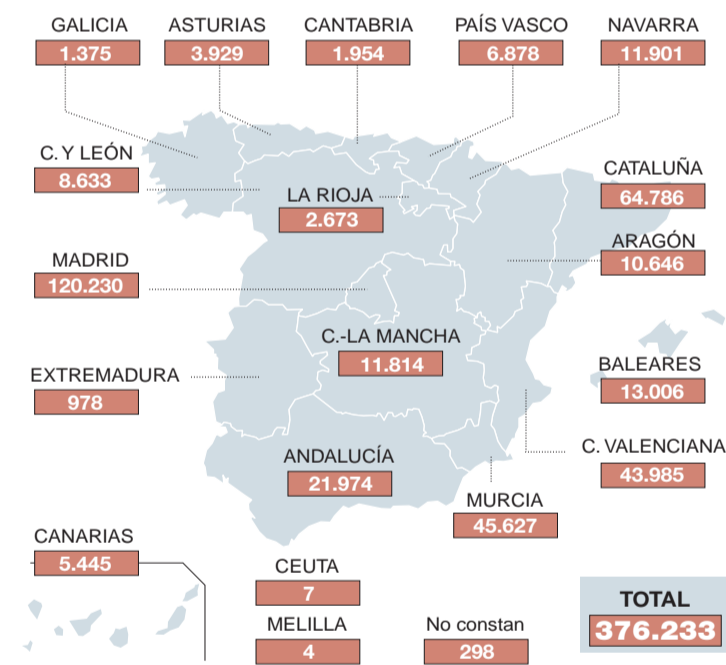 GALICIA
1.375
ASTURIAS
3.929
CANTABRIA
1.954
PAÍS VASCO
6.878
NAVARRA
11.901
C. Y LEÓN
8.633
LA RIOJA
2.673
CATALUÑA
64.786
ARAGÓN
10.646
MADRID
120.230
C.-LA MANCHA
11.814
EXTREMADURA
978
BALEARES
13.006
C. VALENCIANA
43.985
ANDALUCÍA
21.974
MURCIA
45.627
CANARIAS
5.445
CEUTA
7
MELILLA
4
No constan
298
TOTAL
376.233